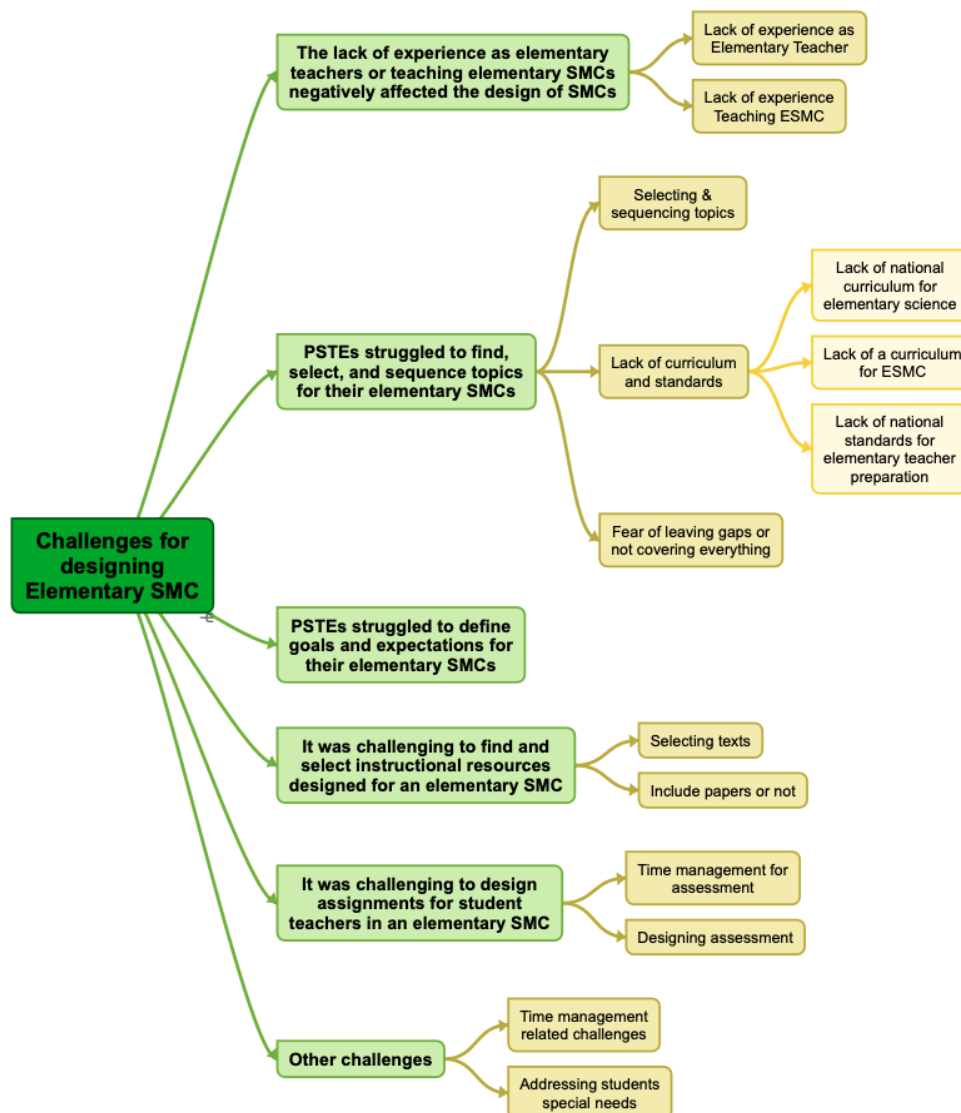 The lack of experience as elementary
teachers or teaching elementary SMCs
negatively affected the design of SMCs
Lack of experience as
Elementary Teacher
Lack of experience
Teaching ESMC
PSTEs struggled to find,
select, and sequence topics
for their elementary SMCs
Selecting &
sequencing topics
Lack of curriculum
and standards
Lack of national
curriculum for
elementary science
Lack of a curriculum
for ESMC
Lack of national
standards for
elementary teacher
preparation
Fear of leaving gaps or
not covering everything
Challenges for
designing
Elementary SMC
PSTEs struggled to define
goals and expectations for
their elementary SMCs
It was challenging to find and
select instructional resources
designed for an elementary SMC
Selecting texts
Include papers or not
It was challenging to design
assignments for student
teachers in an elementary SMC
Time management for
assessment
Designing assessment
Other challenges
Time management
related challenges
Addressing students
special needs